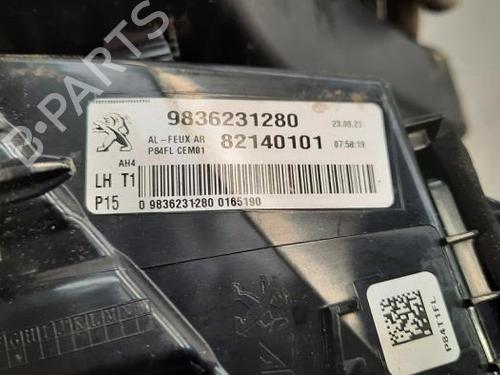 B-PARTS
9836231280
23.09.21
AL-FEUX AR
P84FL CEM01
82140101
07:58:19
AH4
LH T1
P15
0 9836231280 0165190
P84T1FL